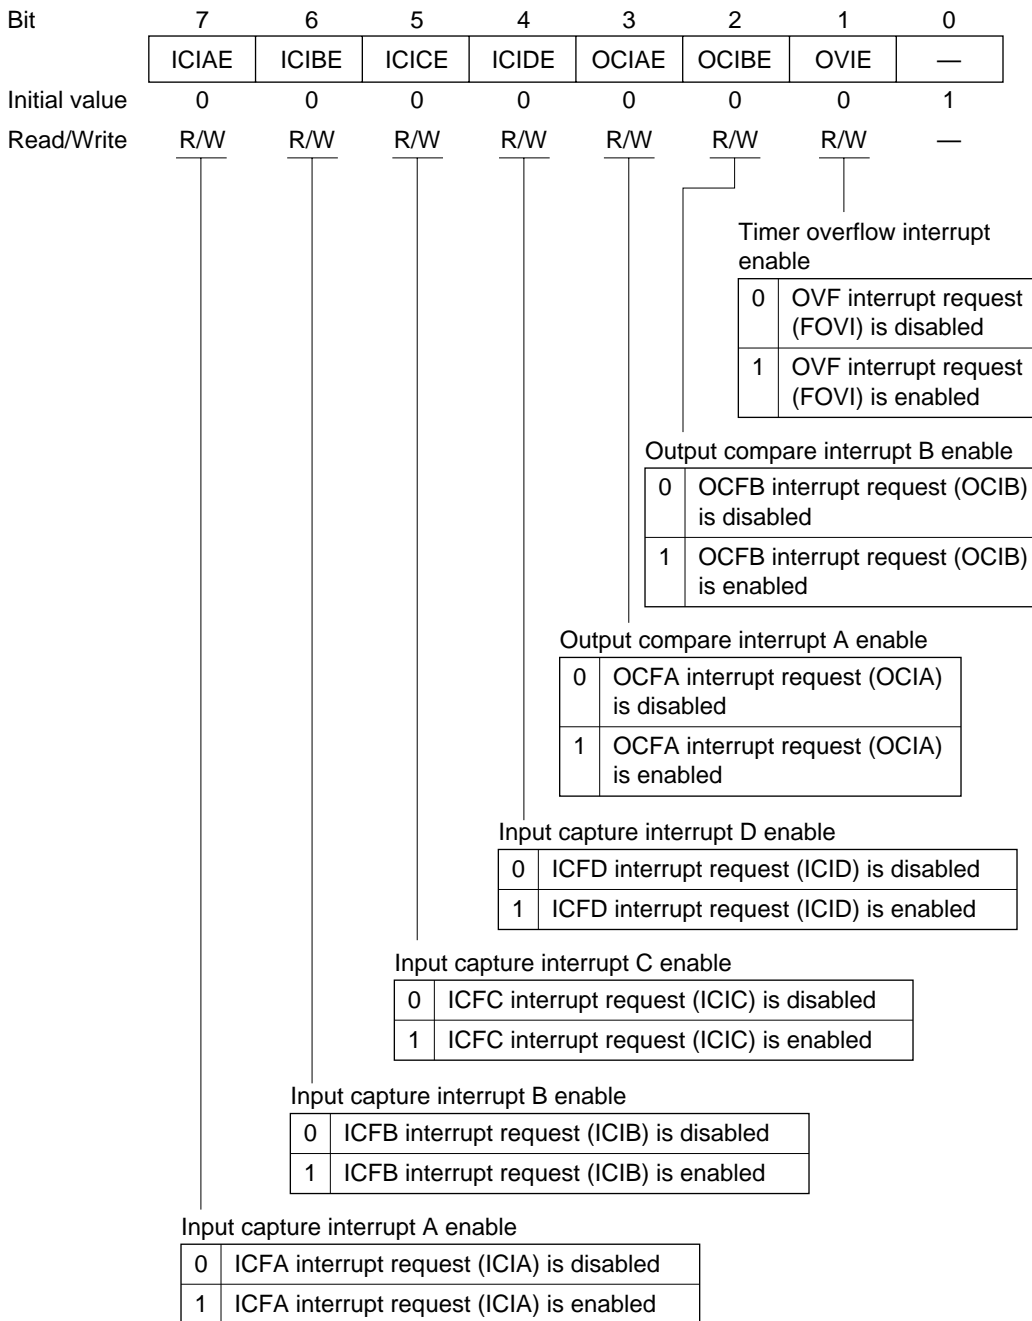 Bit 7 6 5 4 3 2 1 0
ICIAE ICIBE ICICE ICIDE OCIAE OCIBE OVIE —
Initial value 0 0 0 0 0 0 0 1
Read/Write R/W R/W R/W R/W R/W R/W R/W —
Timer overflow interrupt
enable
0 OVF interrupt request
(FOVI) is disabled
1 OVF interrupt request
(FOVI) is enabled
Output compare interrupt B enable
0 OCFB interrupt request (OCIB)
is disabled
1 OCFB interrupt request (OCIB)
is enabled
Output compare interrupt A enable
0 OCFA interrupt request (OCIA)
is disabled
1 OCFA interrupt request (OCIA)
is enabled
Input capture interrupt D enable
0 ICFD interrupt request (ICID) is disabled
1 ICFD interrupt request (ICID) is enabled
Input capture interrupt C enable
0 ICFC interrupt request (ICIC) is disabled
1 ICFC interrupt request (ICIC) is enabled
Input capture interrupt B enable
0 ICFB interrupt request (ICIB) is disabled
1 ICFB interrupt request (ICIB) is enabled
Input capture interrupt A enable
0 ICFA interrupt request (ICIA) is disabled
1 ICFA interrupt request (ICIA) is enabled